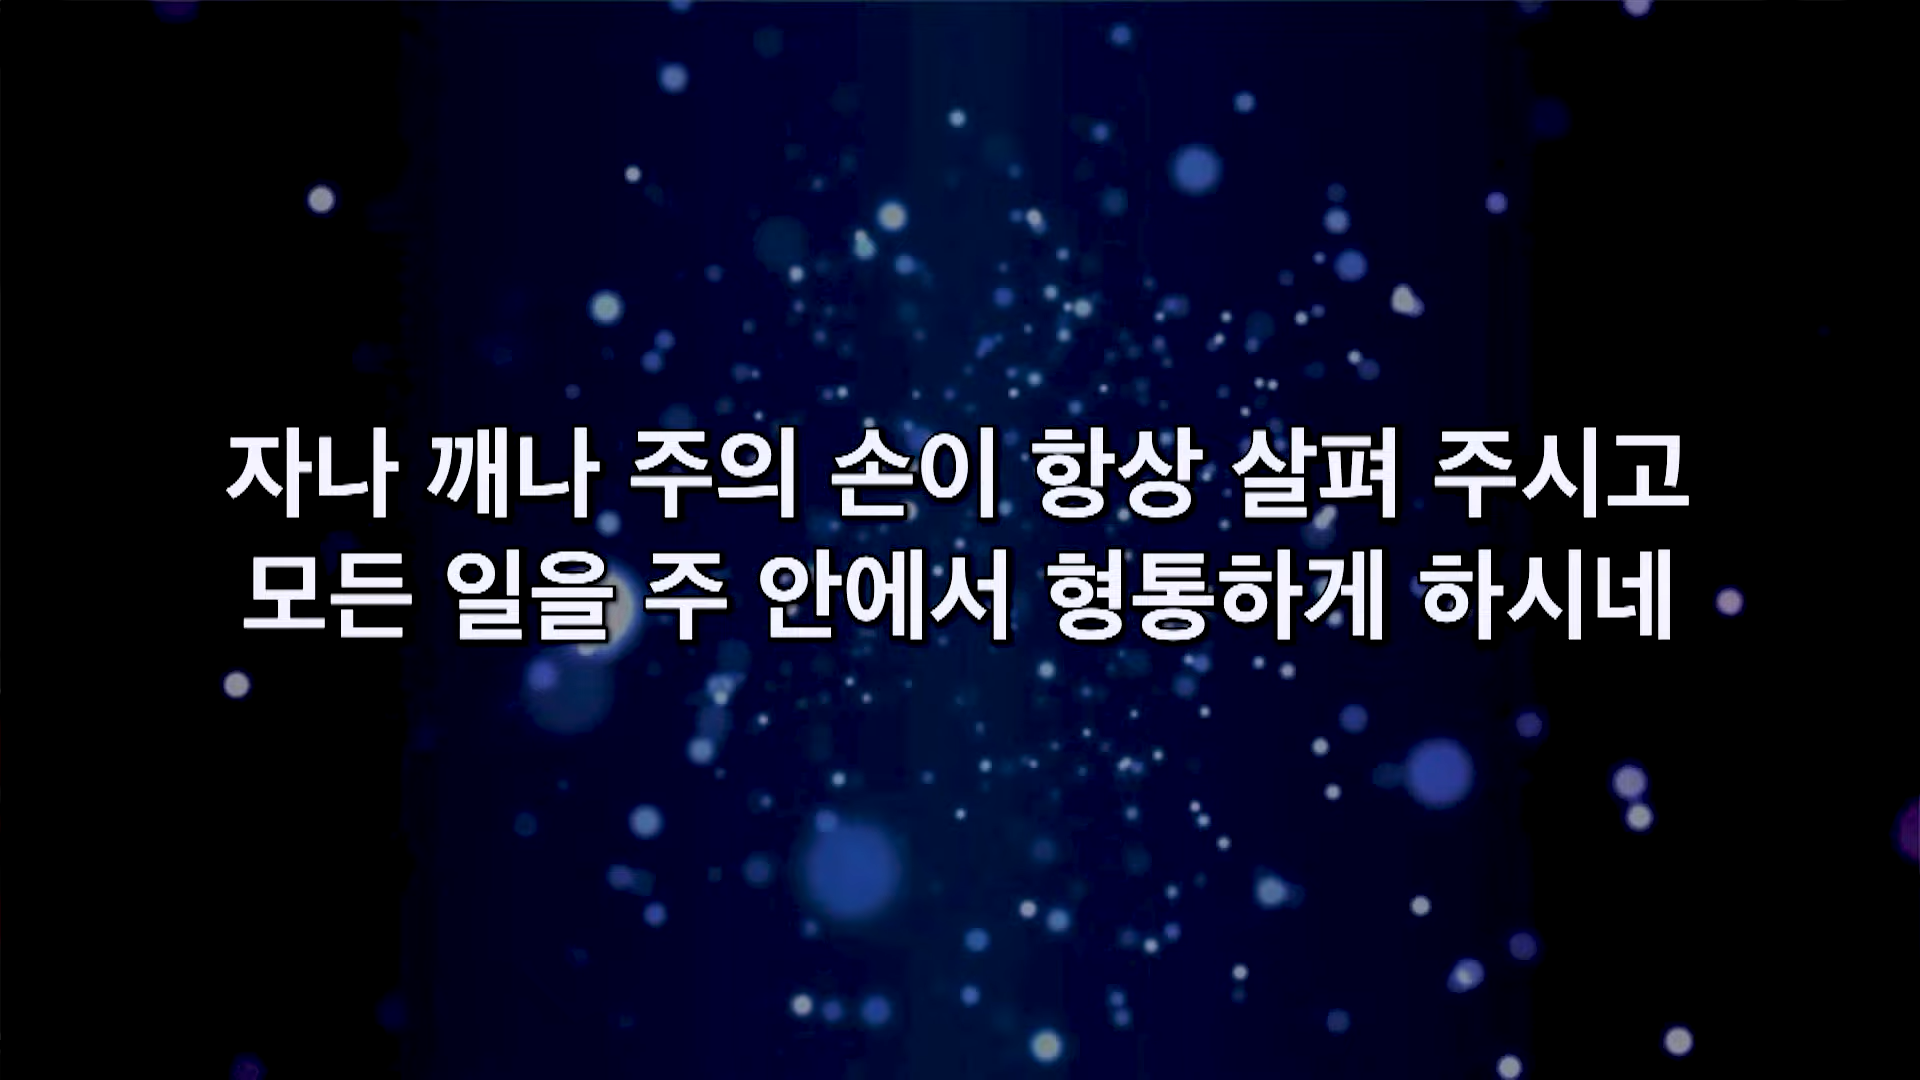 자나 깨나 주의 손이 항상 살펴 주시고
모든 일을 주 안에서 형통하게 하시네